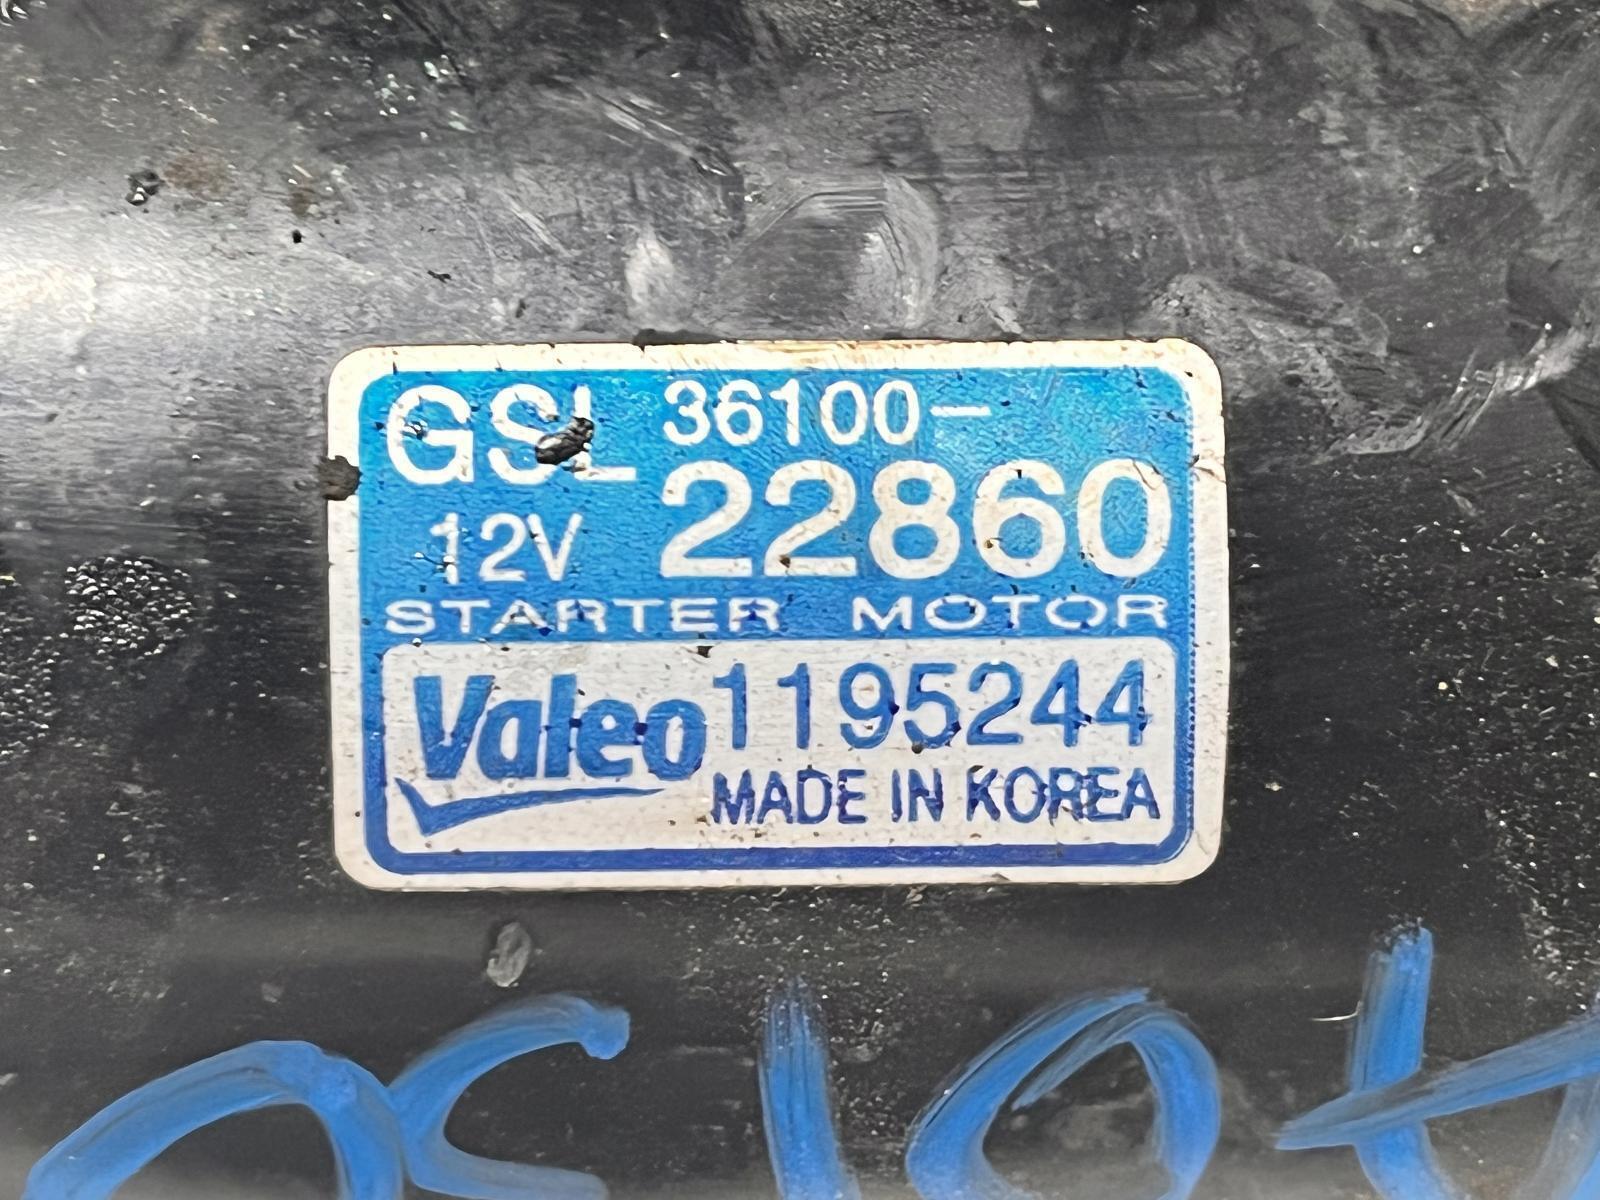 GSL 36100-
12V 22860
STARTER MOTOR
Valeo 1195244
MADE IN KOREA